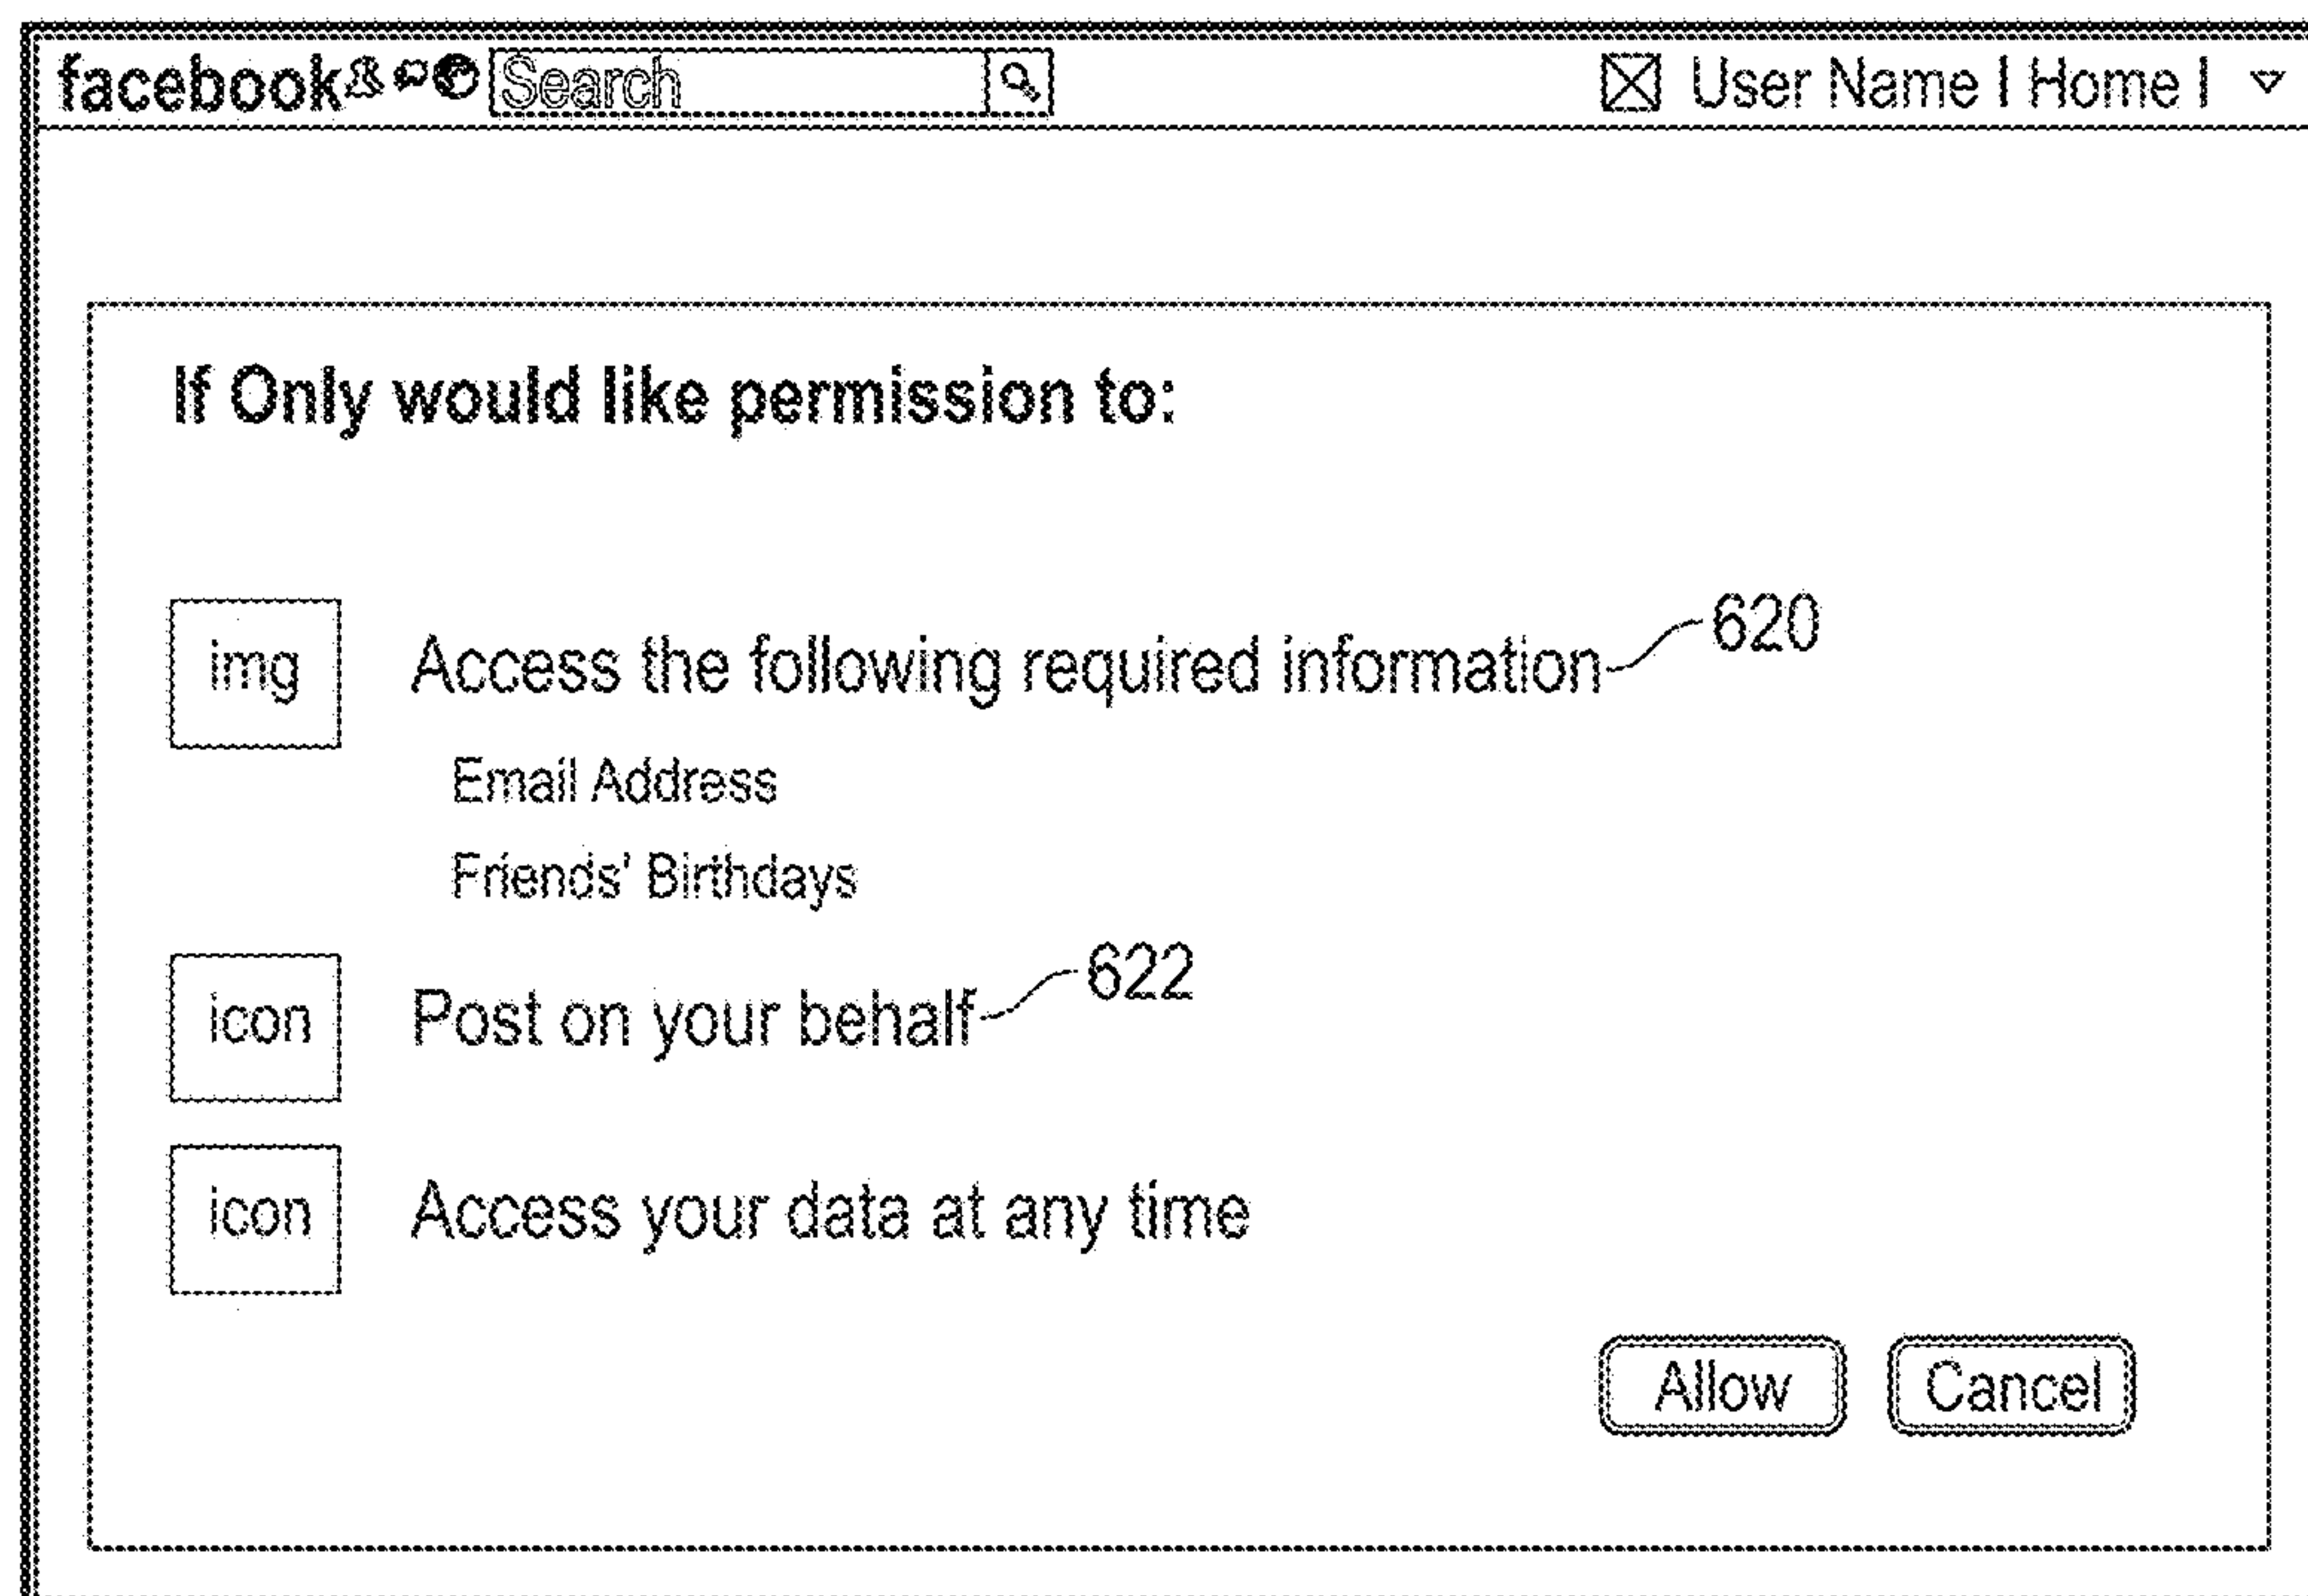 facebook Search User Name | Home |
If Only would like permission to:
img Access the following required information 620
Email Address
Friends' Birthdays
icon Post on your behalf 622
icon Access your data at any time
Allow Cancel